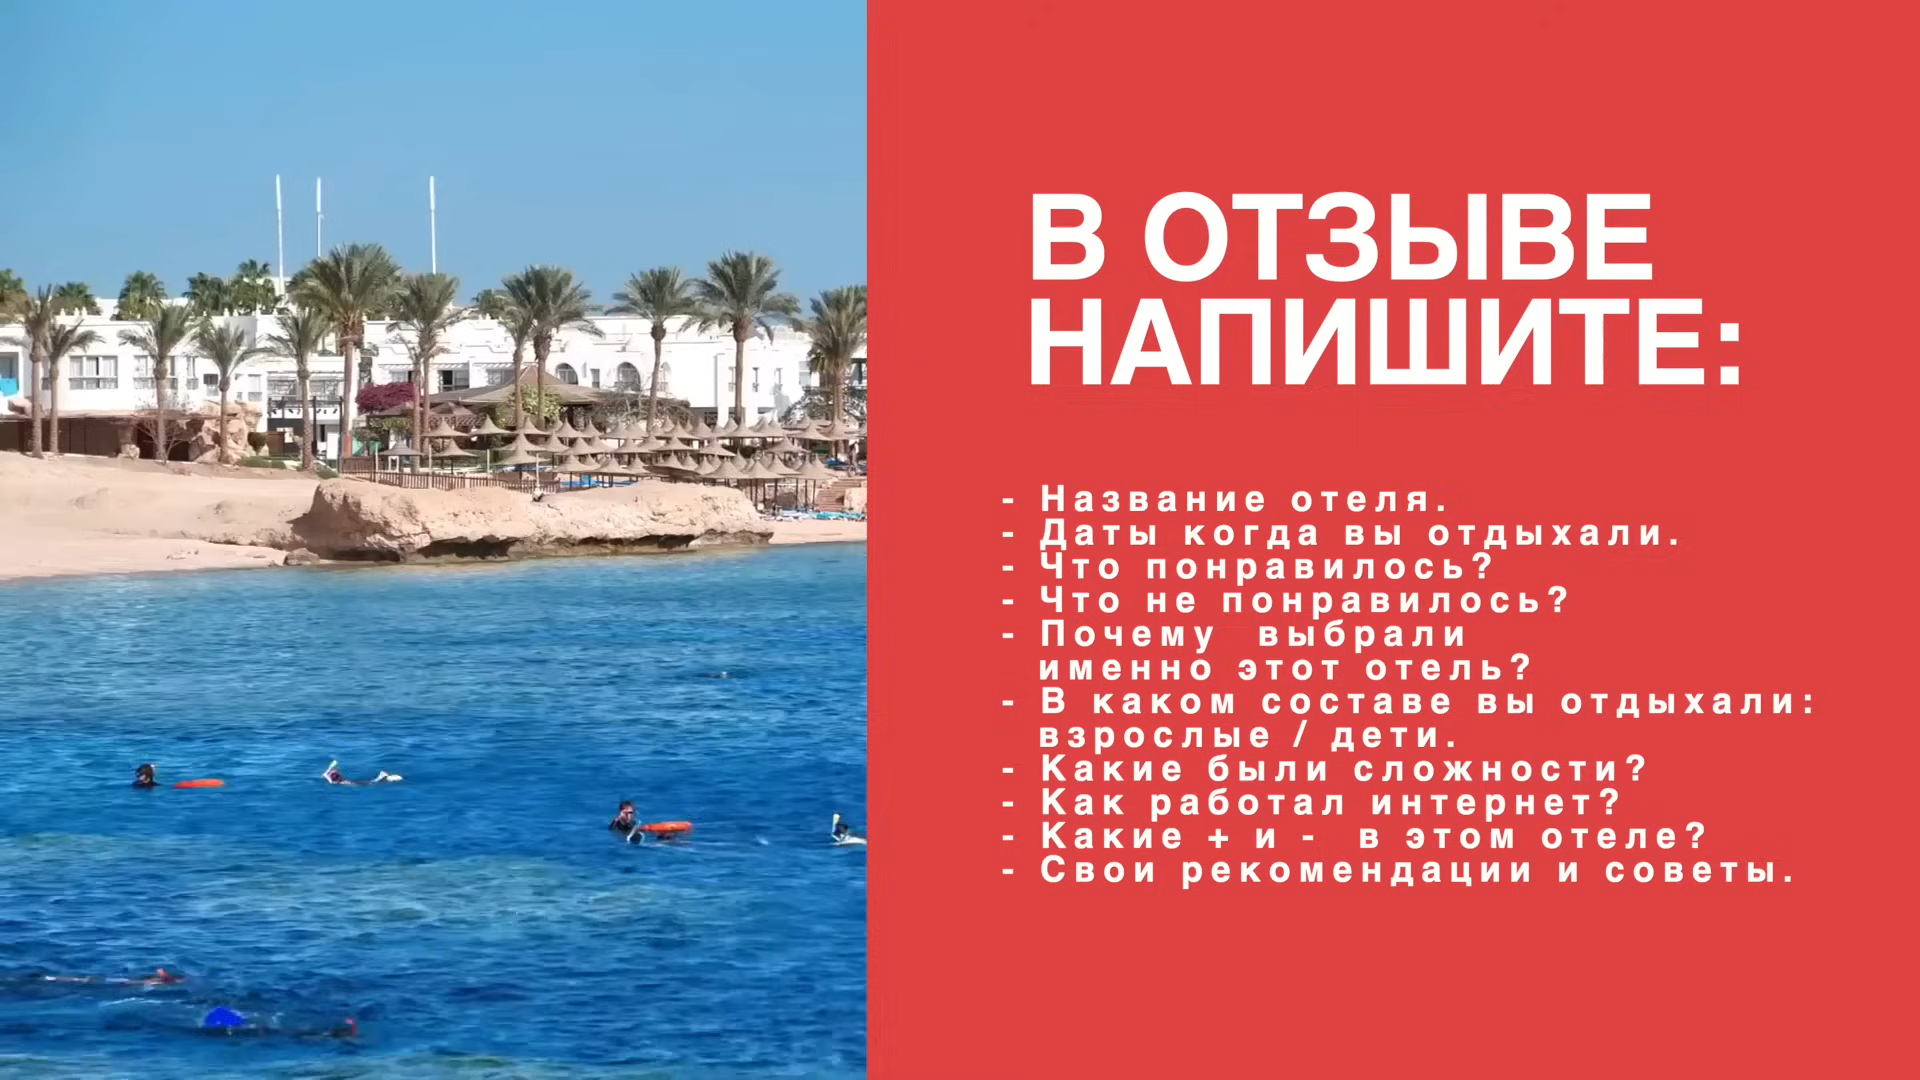 В ОТЗЫВЕ
НАПИШИТЕ:
- Название отеля.
- Даты когда вы отдыхали.
- Что понравилось?
- Что не понравилось?
- Почему  выбрали
именно этот отель?
- В каком составе вы отдыхали:
взрослые / дети.
- Какие были сложности?
- Как работал интернет?
- Какие + и -  в этом отеле?
- Свои рекомендации и советы.